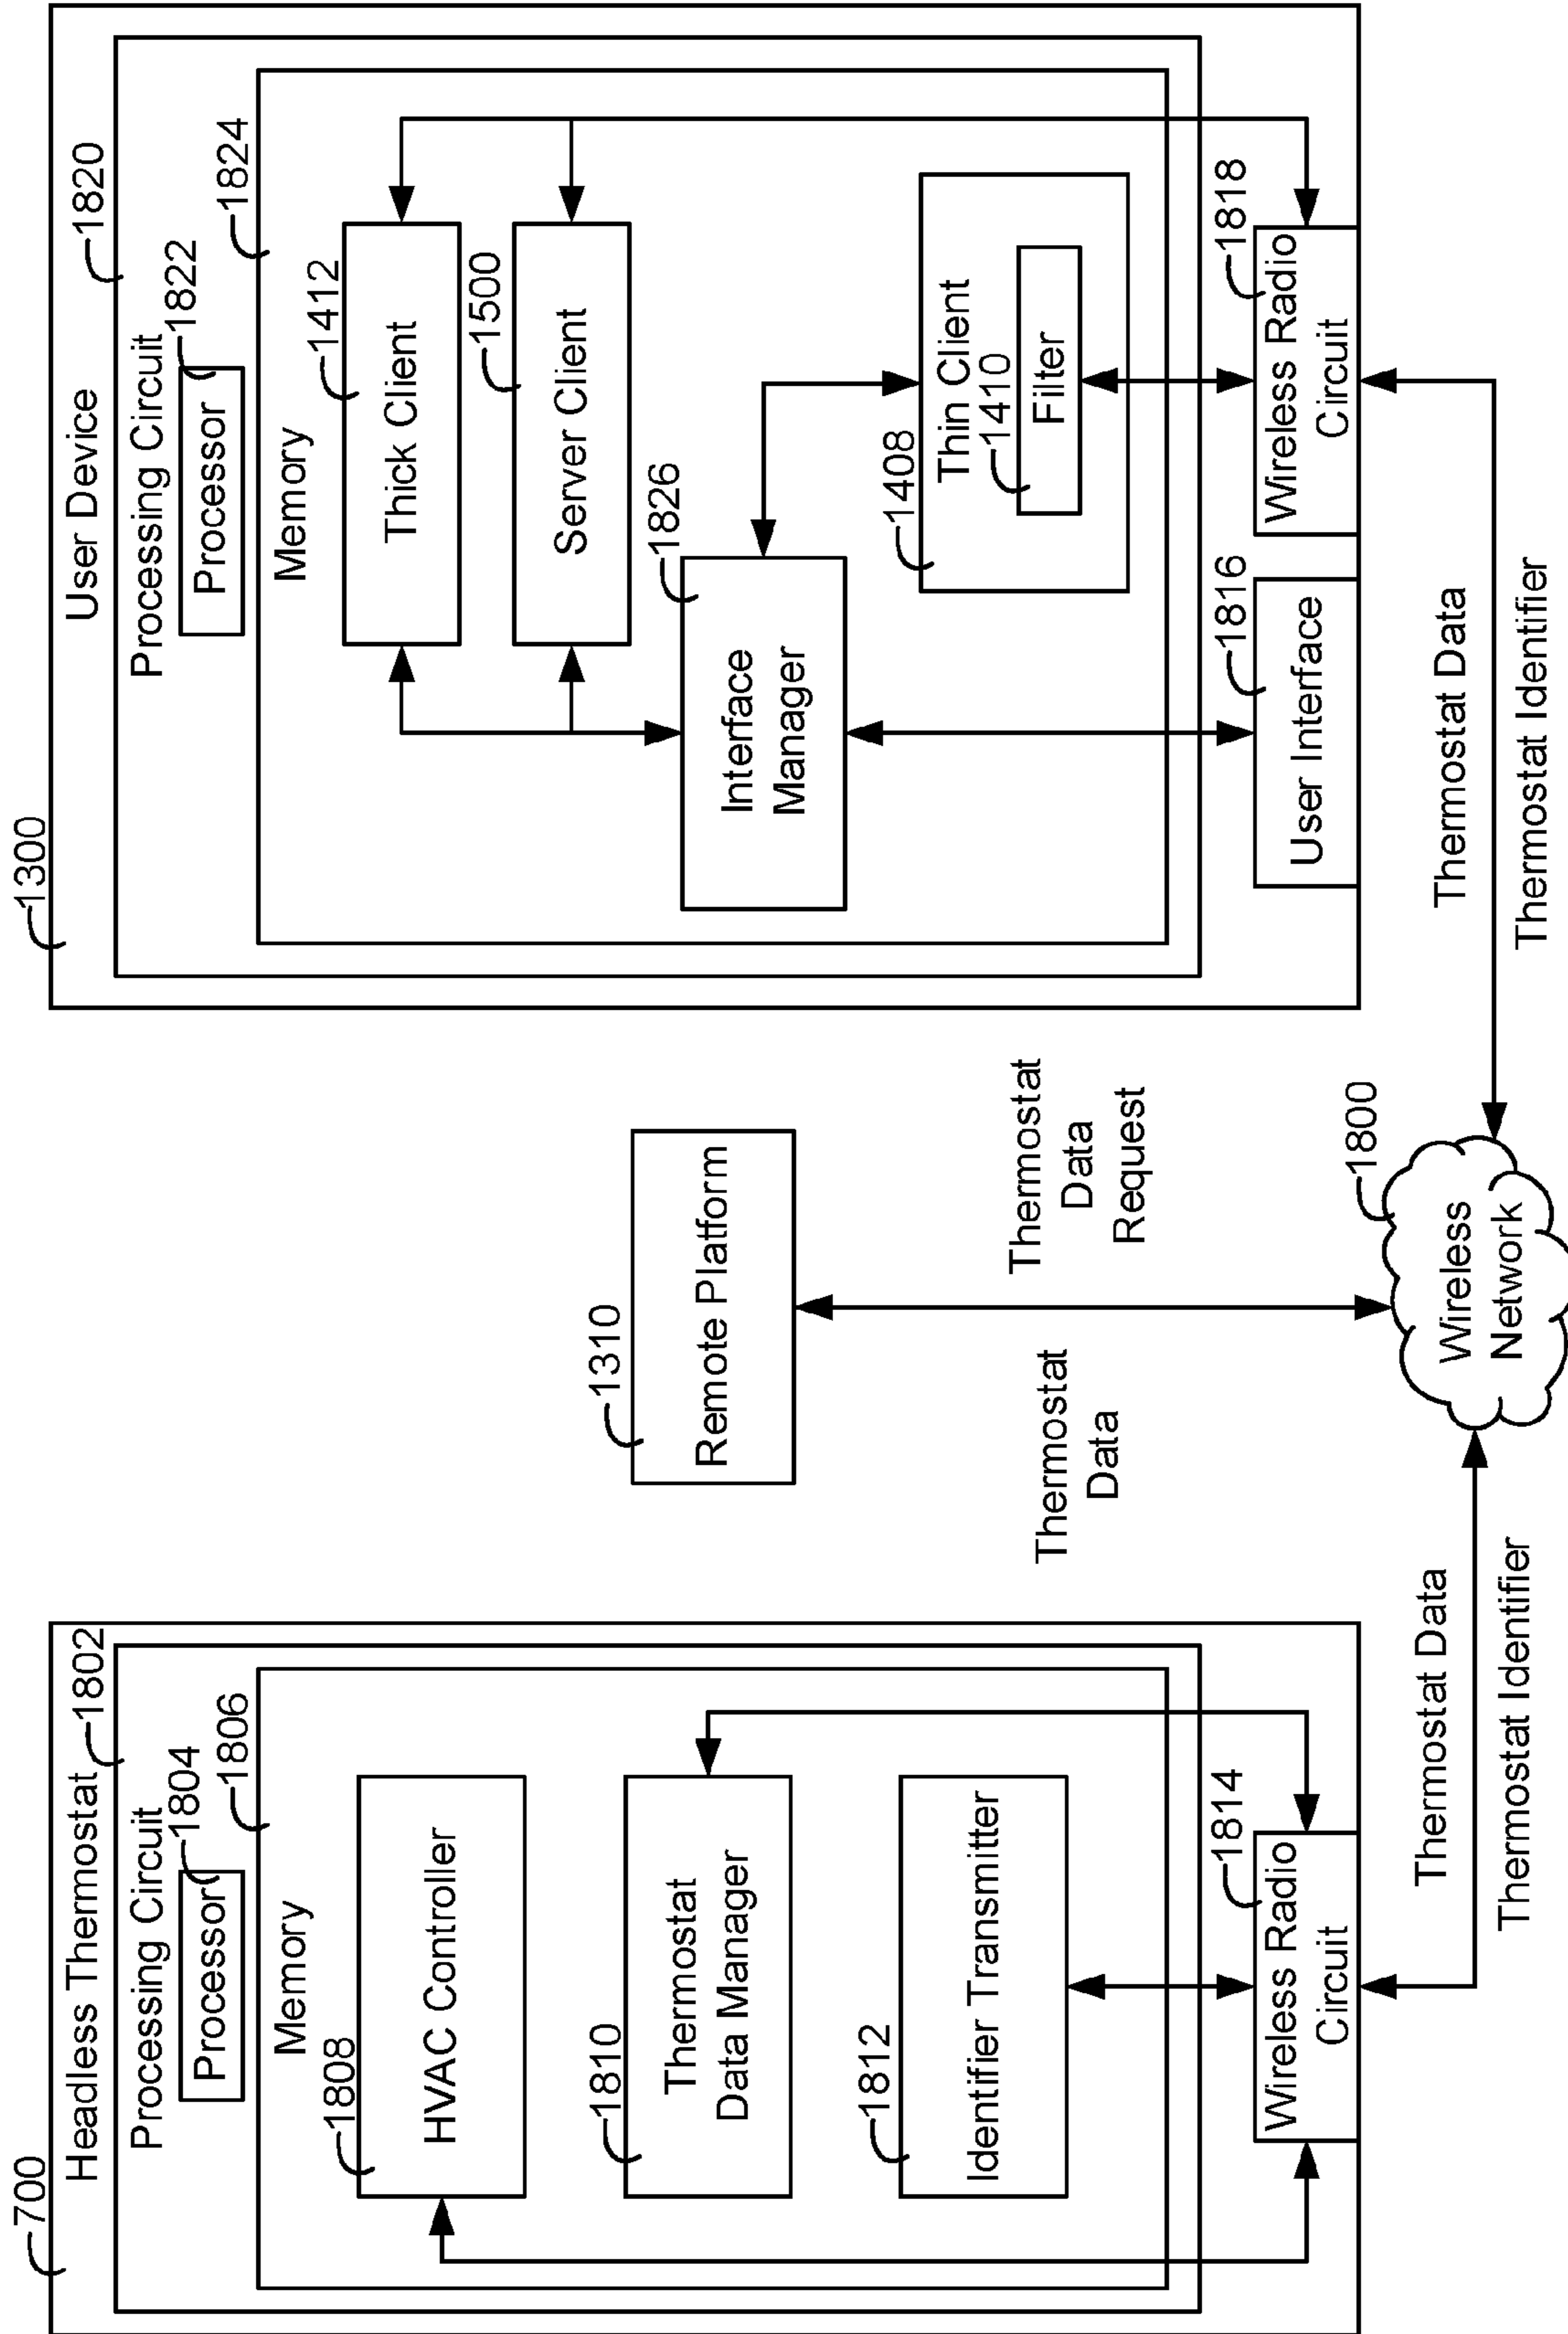 700
Headless Thermostat
1802
Processing Circuit
1804
Processor
1806
Memory
1808
HVAC Controller
1810
Thermostat
Data Manager
1812
Identifier Transmitter
1814
Wireless Radio
Circuit
Thermostat Data
Thermostat Identifier
1310
Remote Platform
Thermostat
Data
Thermostat
Data
Request
1800
Wireless
Network
1300
User Device
1820
Processing Circuit
1822
Processor
1824
Memory
1412
Thick Client
1500
Server Client
1826
Interface
Manager
1408
Thin Client
1410
Filter
1816
User Interface
1818
Wireless Radio
Circuit
Thermostat Data
Thermostat Identifier